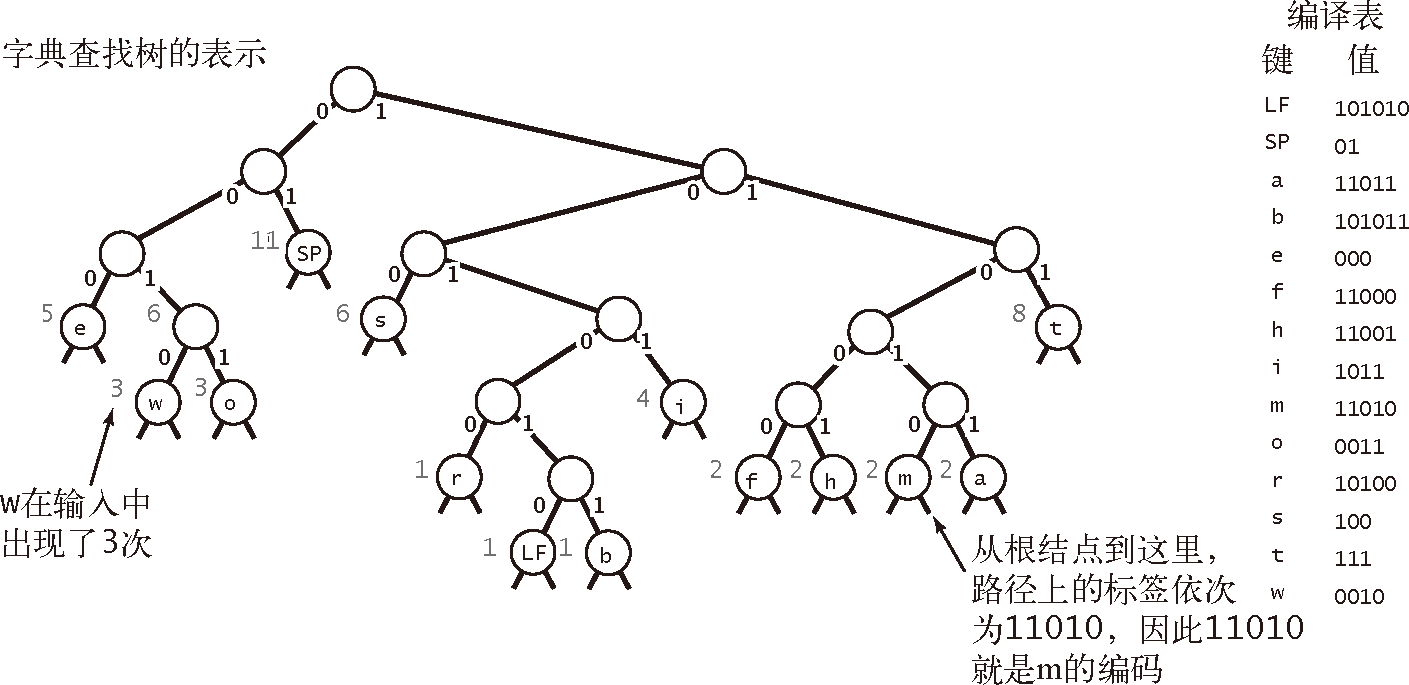 字典查找树的表示
编译表
键 值
LF 101010
SP 01
a 11011
b 101011
e 000
f 11000
h 11001
i 1011
m 11010
o 0011
r 10100
s 100
t 111
w 0010
0 1
0 1
0 1
11 SP
0 1
0 1
0 1
5 e
6
6 s
0 1
0 1
8 t
0 1
3 w
3 o
0 1
4 i
0 1
0 1
1 r
0 1
2 f
2 h
2 m
2 a
1 LF
1 b
w在输入中
出现了3次
从根结点到这里，
路径上的标签依次
为11010，因此11010
就是m的编码